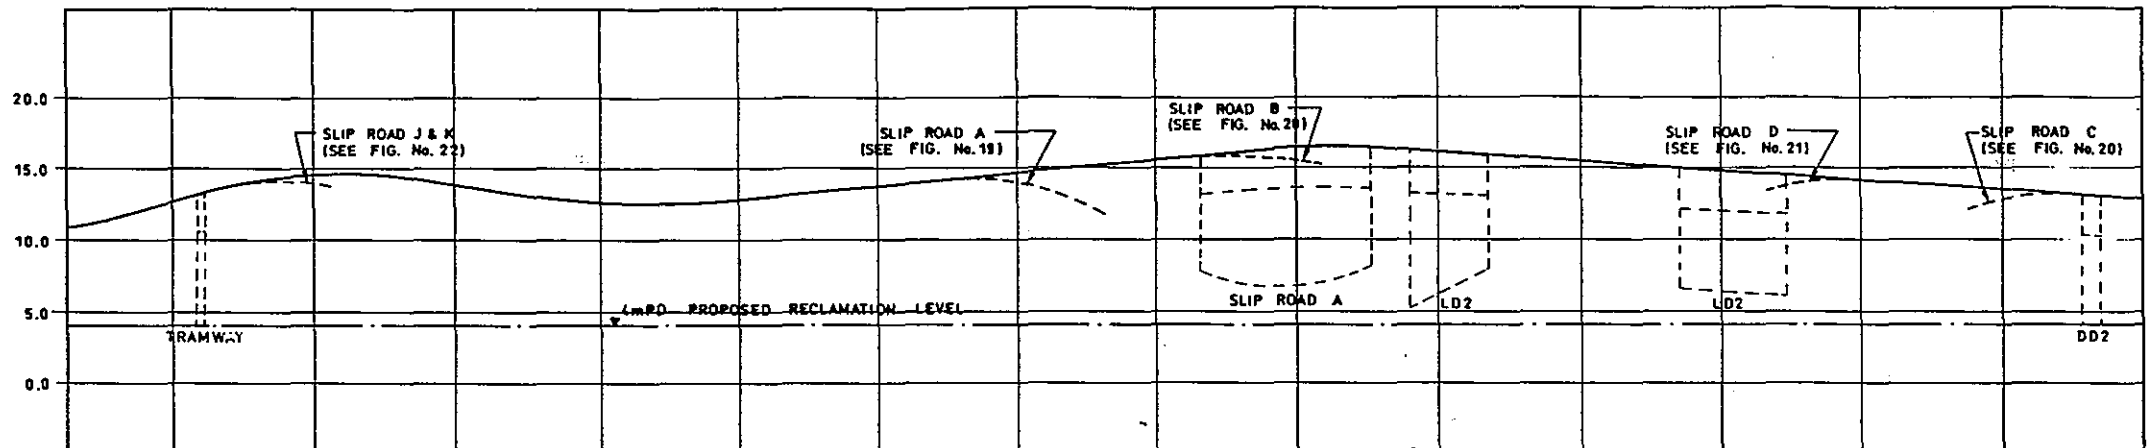 20.0
15.0
10.0
5.0
0.0
SLIP ROAD J & K
(SEE FIG. No. 22)
SLIP ROAD A
(SEE FIG. No. 19)
SLIP ROAD B
(SEE FIG. No. 20)
SLIP ROAD D
(SEE FIG. No. 21)
SLIP ROAD C
(SEE FIG. No. 20)
4mPD PROPOSED RECLAMATION LEVEL
TRAMWAY
SLIP ROAD A
LD2
LD2
DD2